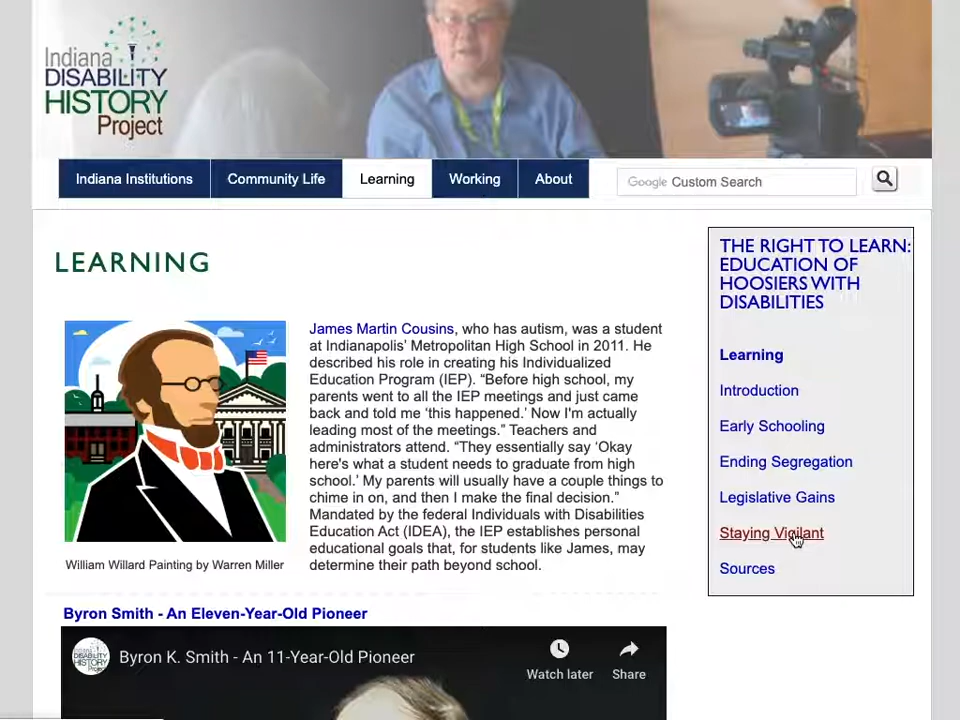 Indiana
DISABILITY
HISTORY
Project
Indiana Institutions
Community Life
Learning
Working
About
Google Custom Search
LEARNING
James Martin Cousins, who has autism, was a student
at Indianapolis’ Metropolitan High School in 2011. He
described his role in creating his Individualized
Education Program (IEP). “Before high school, my
parents went to all the IEP meetings and just came
back and told me ‘this happened.’ Now I'm actually
leading most of the meetings.” Teachers and
administrators attend. “They essentially say ‘Okay
here's what a student needs to graduate from high
school.’ My parents will usually have a couple things to
chime in on, and then I make the final decision.”
Mandated by the federal Individuals with Disabilities
Education Act (IDEA), the IEP establishes personal
educational goals that, for students like James, may
determine their path beyond school.
William Willard Painting by Warren Miller
Byron Smith - An Eleven-Year-Old Pioneer
Indiana
DISABILITY
HISTORY
Project
Byron K. Smith - An 11-Year-Old Pioneer
Watch later
Share
THE RIGHT TO LEARN:
EDUCATION OF
HOOSIERS WITH
DISABILITIES
Learning
Introduction
Early Schooling
Ending Segregation
Legislative Gains
Staying Vigilant
Sources